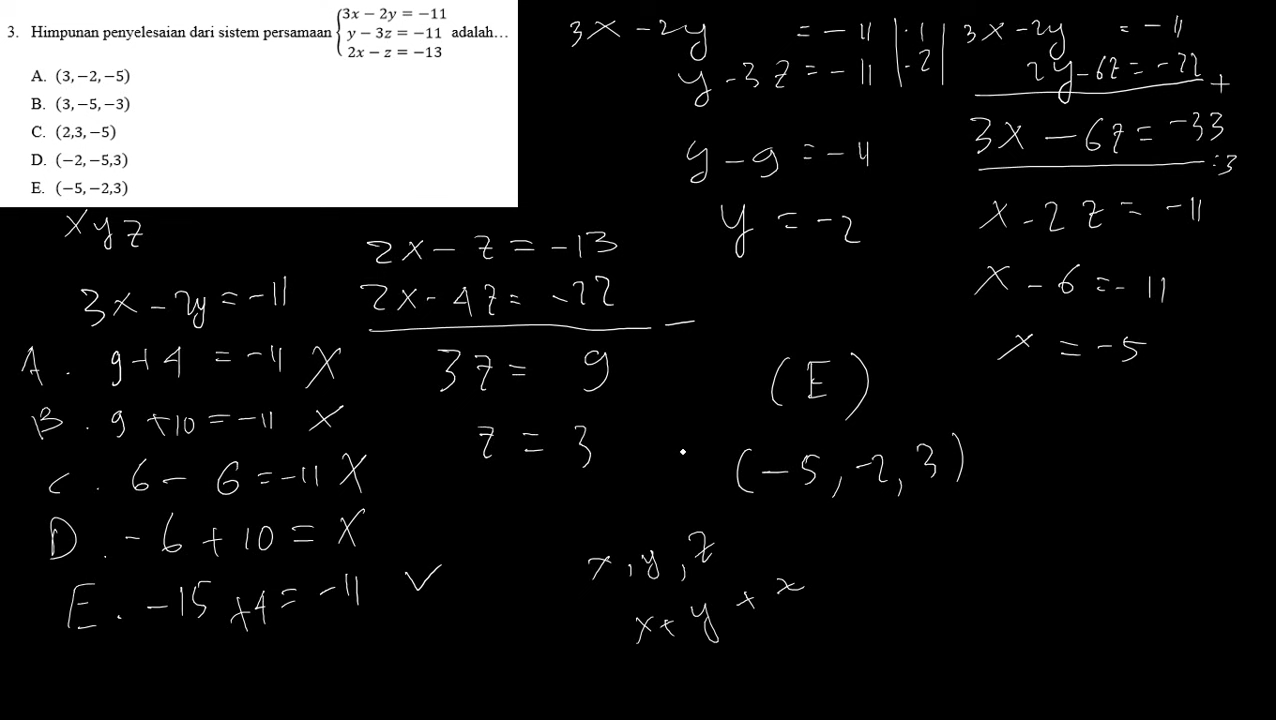 3. Himpunan penyelesaian dari sistem persamaan {3x − 2y = −11
y − 3z = −11
2x − z = −13 adalah…
A. (3, −2, −5)
B. (3, −5, −3)
C. (2,3, −5)
D. (−2, −5,3)
E. (−5, −2,3)
x y z
3x - 2y = -11
A. 9+4 = -11 X
B. 9 +10 = -11 X
C. 6 - 6 = -11 X
D. -6 + 10 = X
E. -15 +4 = -11 ✓
2x - z = -13
2x - 4z = -22
3z = 9
z = 3
3x - 2y = -11 | .1 |
y - 3z = -11 | .2 |
y - 9 = -11
y = -2
3x - 2y = -11
2y - 6z = -22 +
3x - 6z = -33 :3
x - 2z = -11
x - 6 = -11
x = -5
(E)
(-5, -2, 3)
x, y, z
x + y + x